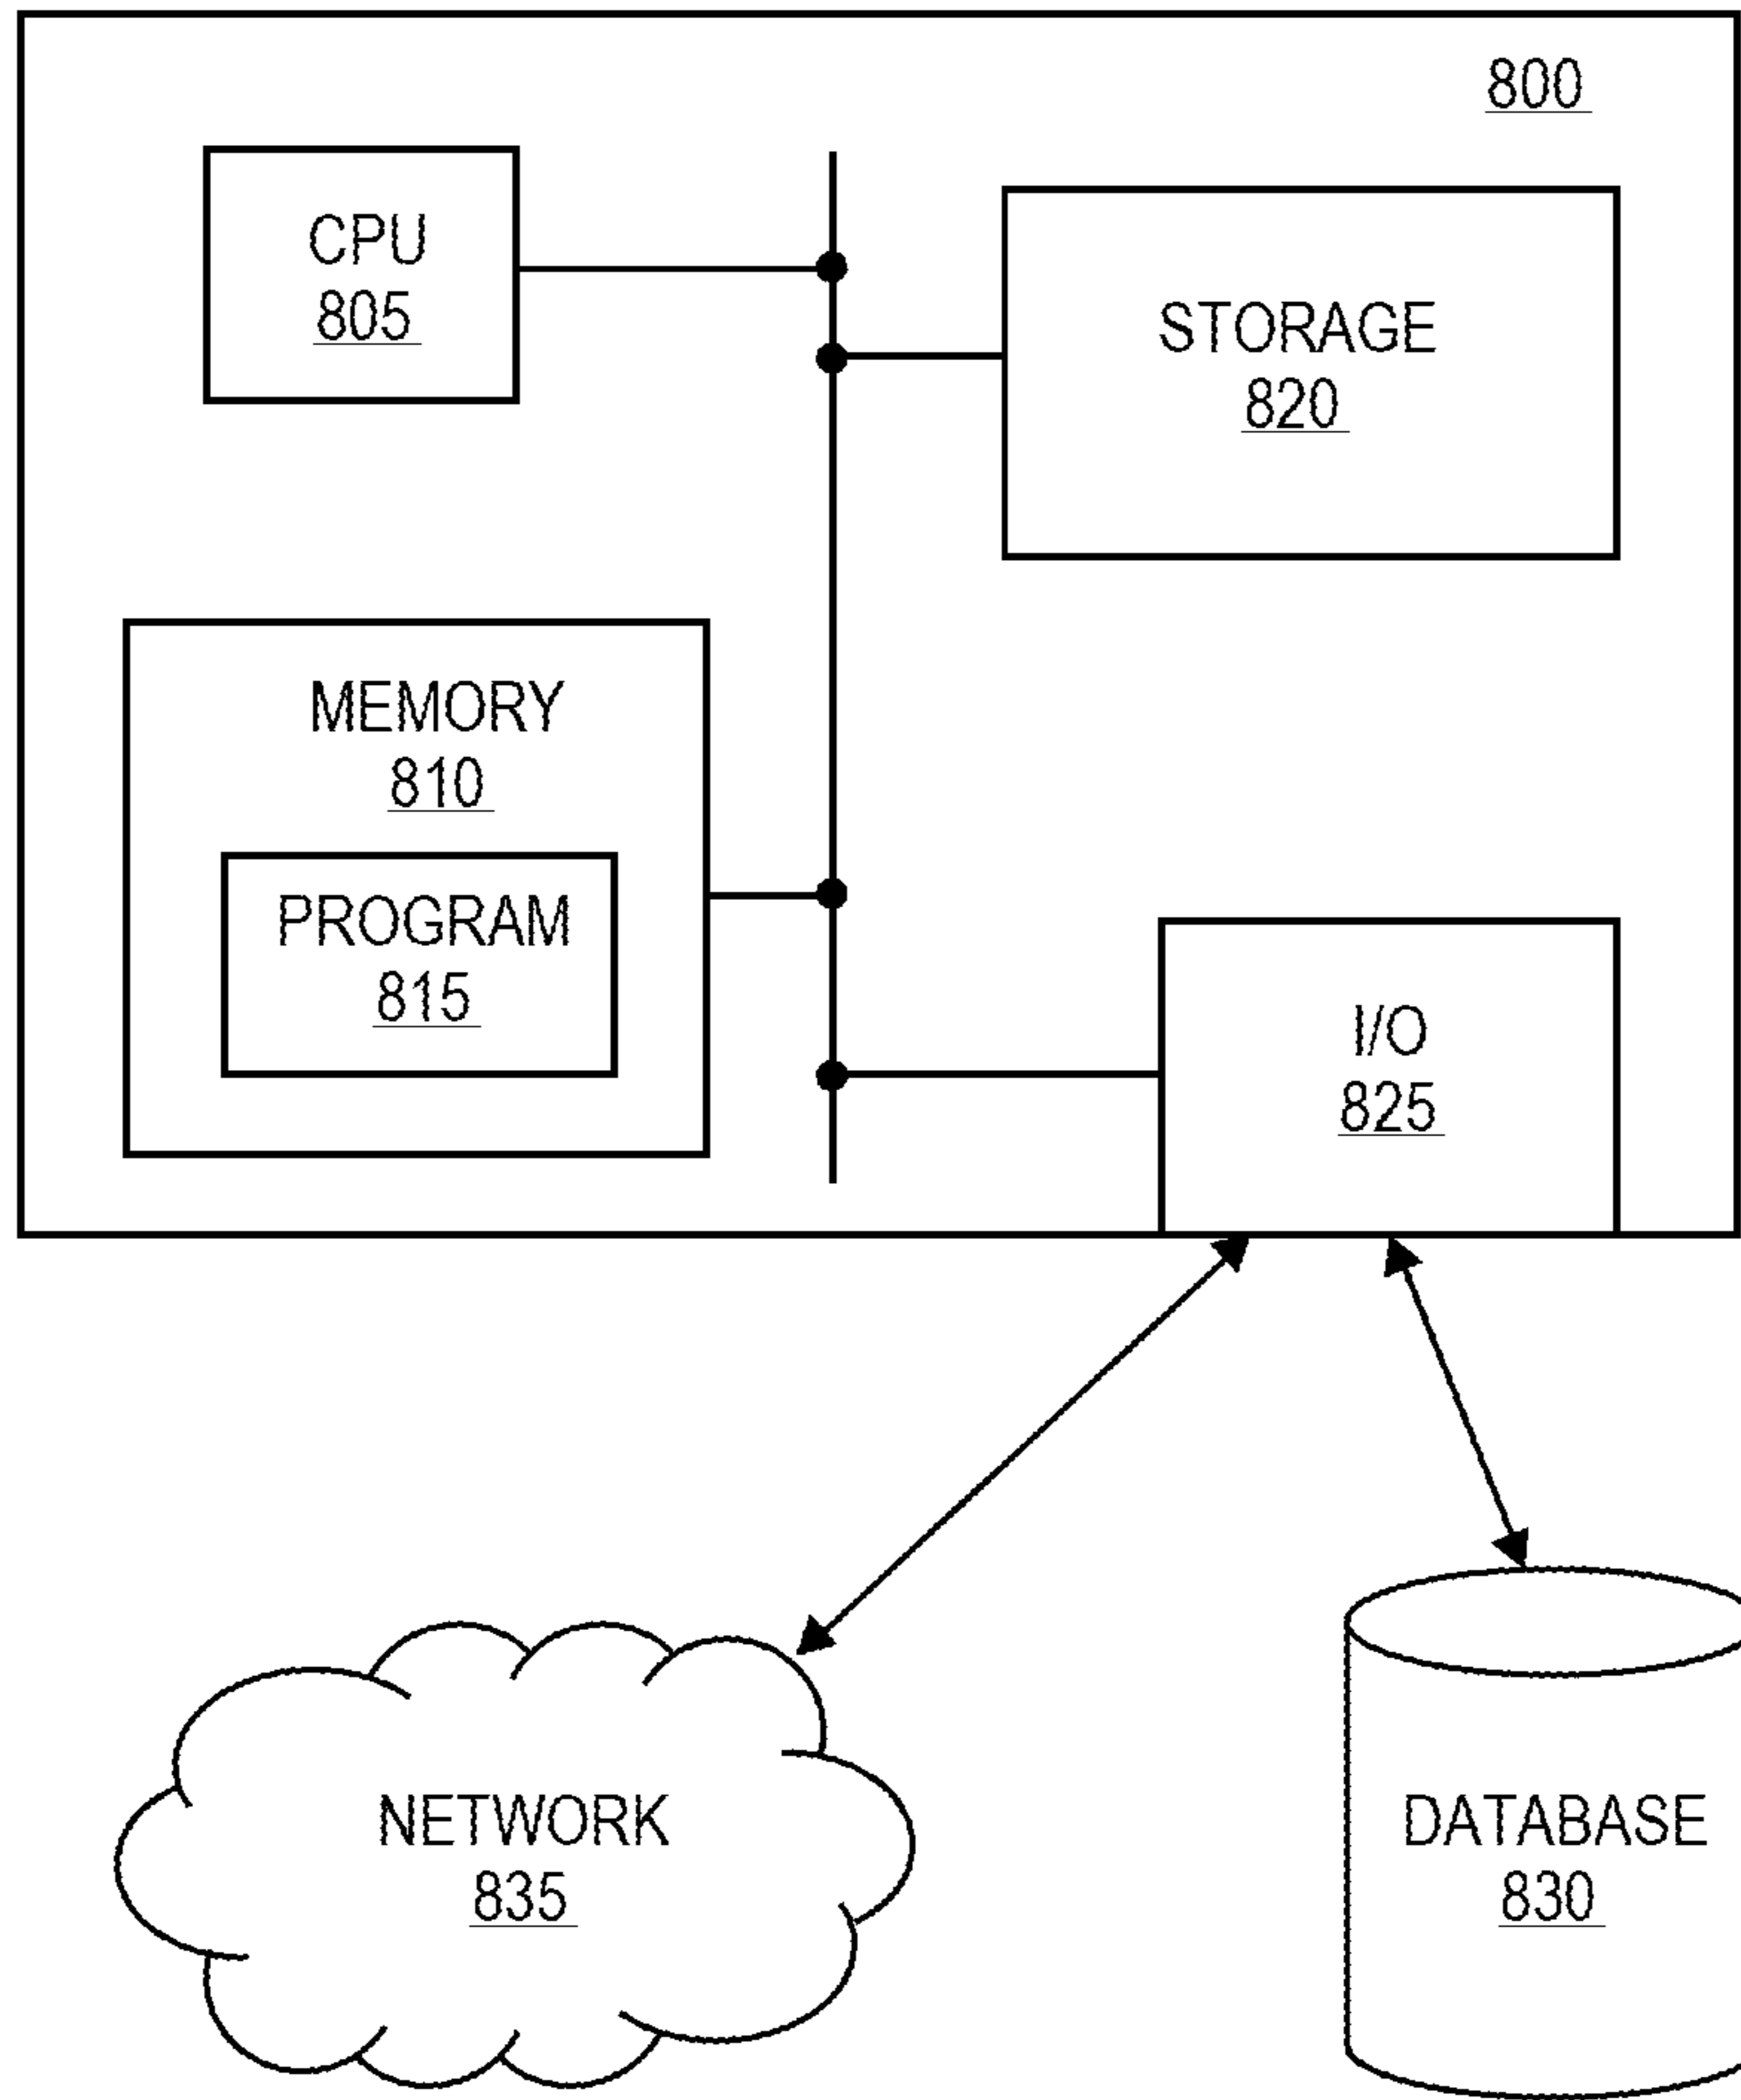 800
CPU
805
STORAGE
820
MEMORY
810
PROGRAM
815
I/O
825
NETWORK
835
DATABASE
830